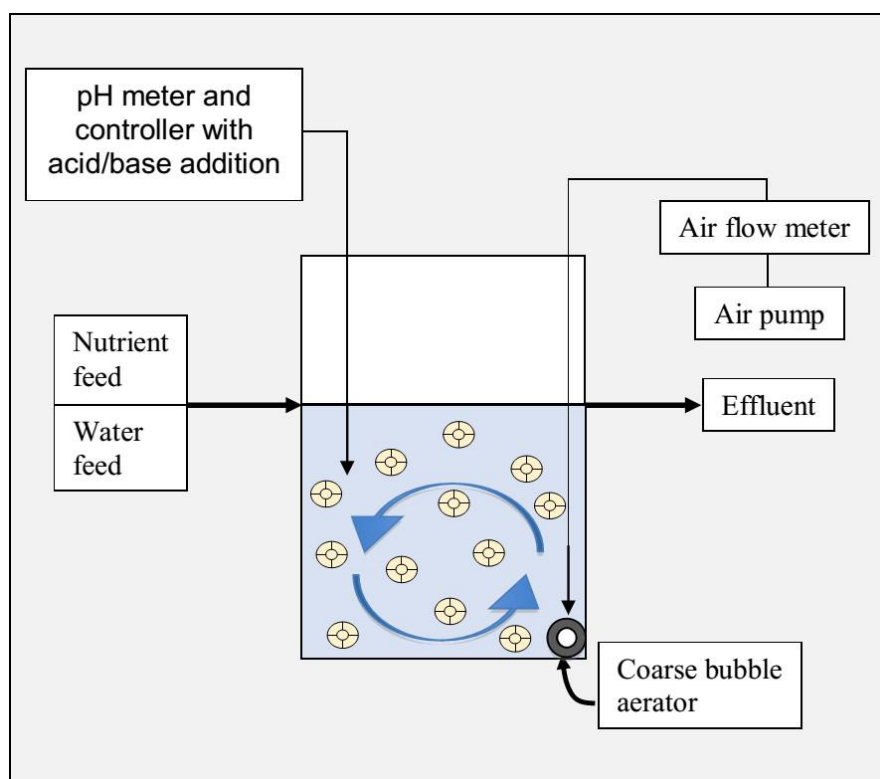 pH meter and
controller with
acid/base addition
Air flow meter
Air pump
Nutrient
feed
Water
feed
Effluent
Coarse bubble
aerator